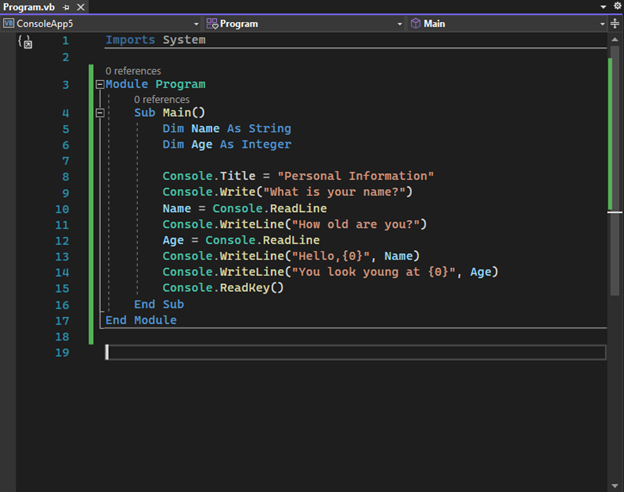 Program.vb
ConsoleApp5 Program Main
1 Imports System
2
0 references
3 Module Program
0 references
4 Sub Main()
5 Dim Name As String
6 Dim Age As Integer
7
8 Console.Title = "Personal Information"
9 Console.Write("What is your name?")
10 Name = Console.ReadLine
11 Console.WriteLine("How old are you?")
12 Age = Console.ReadLine
13 Console.WriteLine("Hello,{0}", Name)
14 Console.WriteLine("You look young at {0}", Age)
15 Console.ReadKey()
16 End Sub
17 End Module
18
19